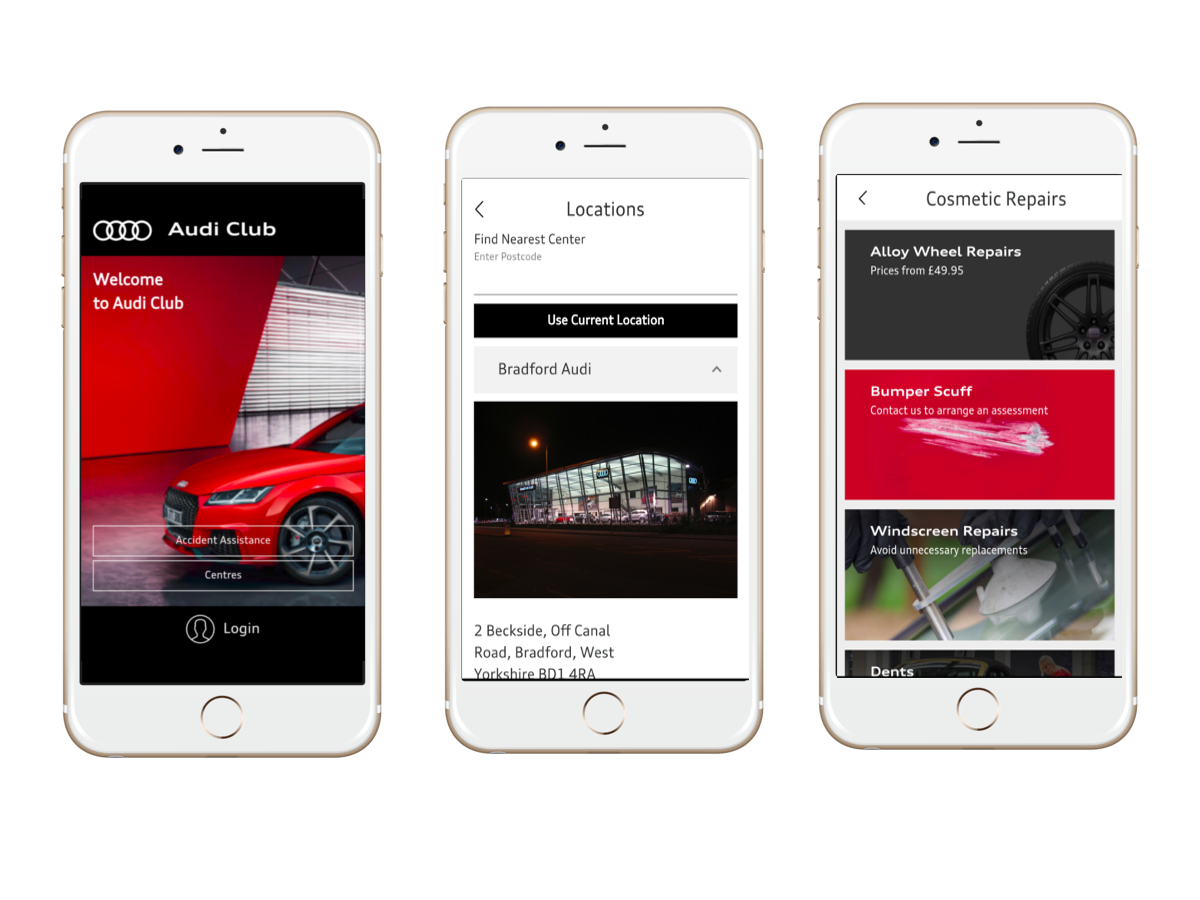 Audi Club
Welcome
to Audi Club
Accident Assistance
Centres
Login
Locations
Find Nearest Center
Enter Postcode
Use Current Location
Bradford Audi
2 Beckside, Off Canal
Road, Bradford, West
Yorkshire BD1 4RA
Cosmetic Repairs
Alloy Wheel Repairs
Prices from £49.95
Bumper Scuff
Contact us to arrange an assessment
Windscreen Repairs
Avoid unnecessary replacements
Dents